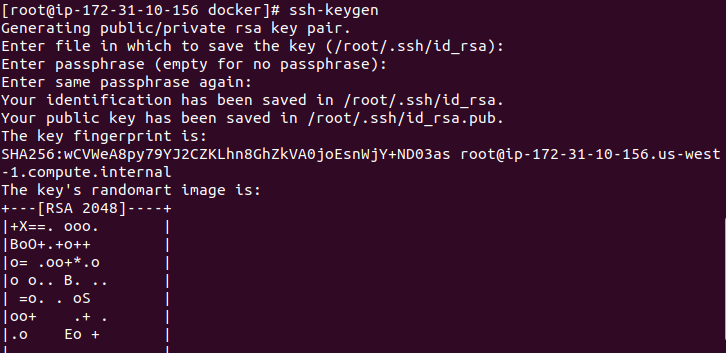 [root@ip-172-31-10-156 docker]# ssh-keygen
Generating public/private rsa key pair.
Enter file in which to save the key (/root/.ssh/id_rsa):
Enter passphrase (empty for no passphrase):
Enter same passphrase again:
Your identification has been saved in /root/.ssh/id_rsa.
Your public key has been saved in /root/.ssh/id_rsa.pub.
The key fingerprint is:
SHA256:wCVWeA8py79YJ2CZKLhn8GhZkVA0joEsnWjY+ND03as root@ip-172-31-10-156.us-west
-1.compute.internal
The key's randomart image is:
+---[RSA 2048]----+
|+X==. ooo.       |
|BoO+.+o++        |
|o= .oo+*.o       |
|o o.. B. ..      |
| =o. . oS        |
|oo+    .+ .      |
|.o    Eo +       |